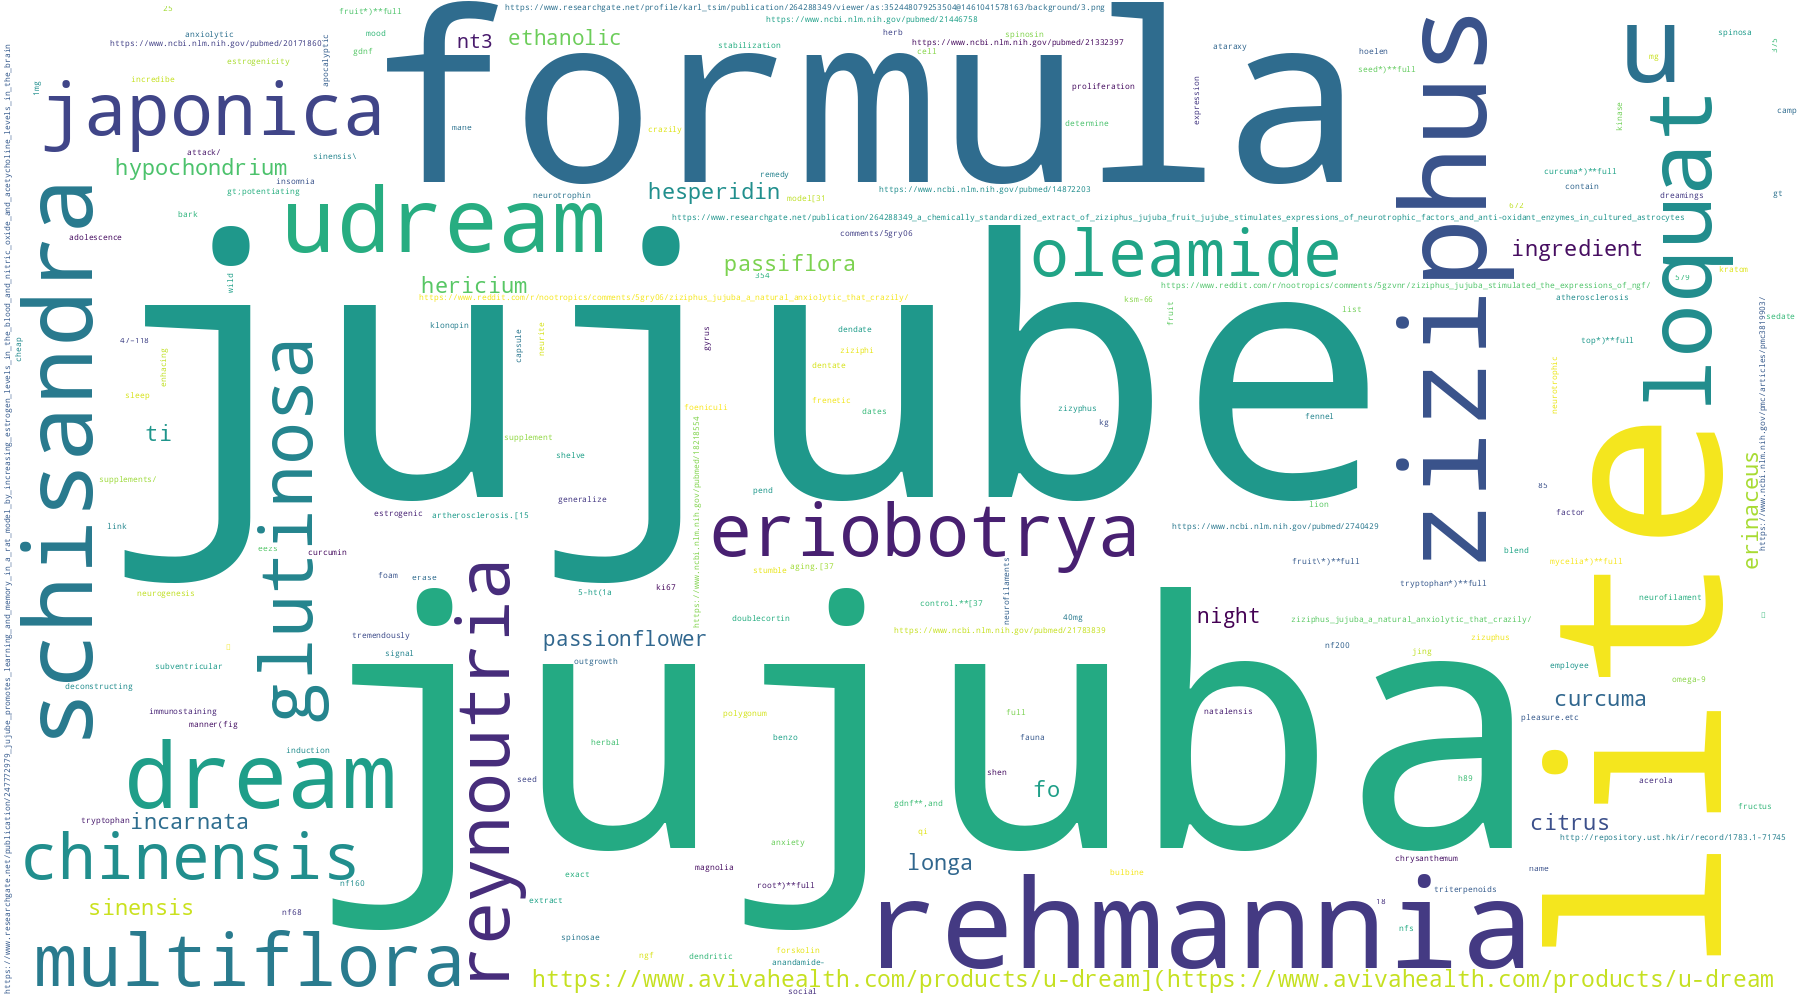 25
fruit*)**full
https://www.researchgate.net/profile/karl_tsim/publication/264288349/viewer/as:352448079253504@1461041578163/background/3.png
https://www.ncbi.nlm.nih.gov/pubmed/21446758
anxiolytic
mood
nt3
ethanolic
herb
spinosin
spinosa
https://www.ncbi.nlm.nih.gov/pubmed/20171860
gdnf
stabilization
https://www.ncbi.nlm.nih.gov/pubmed/21332397
cell
ataraxy
hoelen
375
u
mg
formula
estrogenicity
apocalyptic
incredibe
1mg
seed*)**full
proliferation
expression
japonica
camp
kinase
mane
crazily
determine
attack/
sinensis\
hypochondrium
insomnia
remedy
curcuma*)**full
contain
gt;potentiating
neurotrophin
hesperidin
model[31
https://www.ncbi.nlm.nih.gov/pubmed/14872203
dreamings
gt
bark
672
https://www.researchgate.net/publication/264288349_a_chemically_standardized_extract_of_ziziphus_jujuba_fruit_jujube_stimulates_expressions_of_neurotrophic_factors_and_anti-oxidant_enzymes_in_cultured_astrocytes
udream
adolescence
comments/5gry06
oleamide
ingredient
ziziphus
loquat
passiflora
wild
354
579
kratom
hericium
https://www.reddit.com/r/nootropics/comments/5gzvnr/ziziphus_jujuba_stimulated_the_expressions_of_ngf/
https://www.reddit.com/r/nootropics/comments/5gry06/ziziphus_jujuba_a_natural_anxiolytic_that_crazily/
ksm-66
fruit
list
atherosclerosis
sedate
jujube
schisandra
klonopin
capsule
neurite
gyrus
dendate
4/-118
cheap
enhacing
ziziphi
dentate
top*)**full
neurotrophic
sleep
foeniculi
frenetic
dates
zizyphus
kg
fennel
ti
glutinosa
supplement
shelve
supplements/
https://www.ncbi.nlm.nih.gov/pubmed/18218554
pend
generalize
lion
85
elite
erinaceus
https://www.ncbi.nlm.nih.gov/pmc/articles/pmc3819903/
estrogenic
artherosclerosis.[15
link
factor
https://www.ncbi.nlm.nih.gov/pubmed/2740429
eriobotrya
eezs
curcumin
blend
fruit\*)**full
mycelia*)**full
stumble
aging.[37
foam
erase
ki67
tryptophan*)**full
neurogenesis
5-ht(1a
control.**[37
neurofilaments
neurofilament
doublecortin
40mg
night
ziziphus_jujuba_a_natural_anxiolytic_that_crazily/
https://www.ncbi.nlm.nih.gov/pubmed/21783839
tremendously
passionflower
zizuphus
nf200
signal
jing
outgrowth
subventricular
employee
omega-9
deconstructing
reynoutria
jujuba
curcuma
immunostaining
polygonum
full
natalensis
manner(fig
pleasure.etc
herbal
benzo
fauna
induction
dream
seed
shen
h89
acerola
fo
gdnf**,and
fructus
tryptophan
incarnata
qi
citrus
http://repository.ust.hk/ir/record/1783.1-71745
anxiety
chinensis
magnolia
longa
chrysanthemum
name
exact
bulbine
nf160
root*)**full
triterpenoids
sinensis
extract
18
nf68
rehmannia
nfs
spinosae
multiflora
ngf
dendritic
forskolin
anandamide-
https://www.avivahealth.com/products/u-dream](https://www.avivahealth.com/products/u-dream
social
https://www.researchgate.net/publication/247772979_jujube_promotes_learning_and_memory_in_a_rat_model_by_increasing_estrogen_levels_in_the_blood_and_nitric_oxide_and_acetycholine_levels_in_the_brain